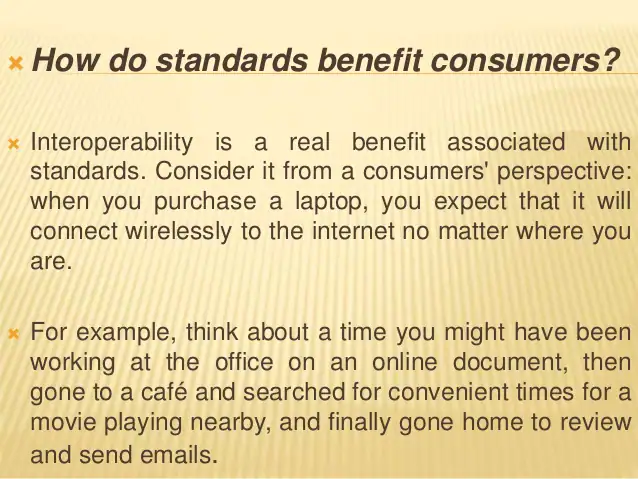 How do standards benefit consumers?
Interoperability is a real benefit associated with
standards. Consider it from a consumers' perspective:
when you purchase a laptop, you expect that it will
connect wirelessly to the internet no matter where you
are.
For example, think about a time you might have been
working at the office on an online document, then
gone to a café and searched for convenient times for a
movie playing nearby, and finally gone home to review
and send emails.